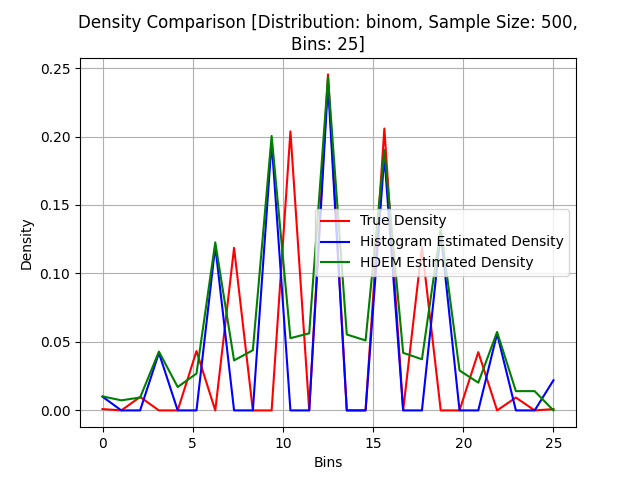 Density Comparison [Distribution: binom, Sample Size: 500,
Bins: 25]
0.25
0.20
0.15
0.10
0.05
0.00
Density
True Density
Histogram Estimated Density
HDEM Estimated Density
0 5 10 15 20 25
Bins